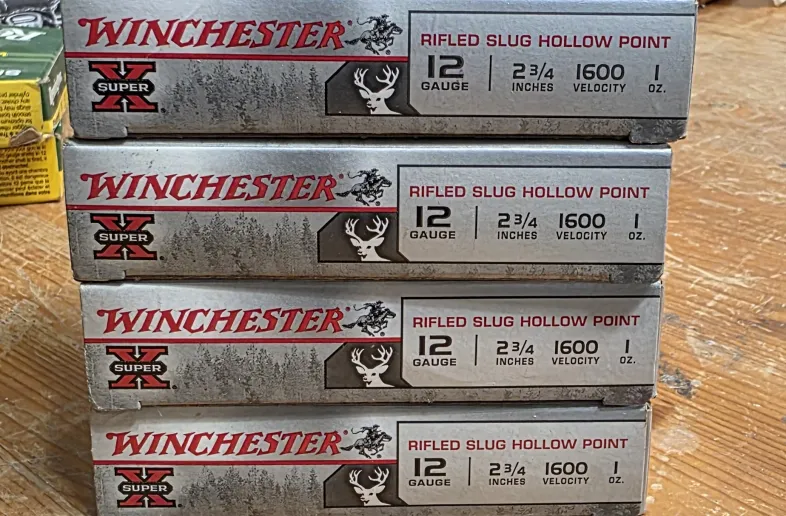 WINCHESTER®
SUPER X®
RIFLED SLUG HOLLOW POINT
12 2 3/4 1600 1
GAUGE INCHES VELOCITY OZ.
WINCHESTER®
SUPER X®
RIFLED SLUG HOLLOW POINT
12 2 3/4 1600 1
GAUGE INCHES VELOCITY OZ.
WINCHESTER®
SUPER X®
RIFLED SLUG HOLLOW POINT
12 2 3/4 1600 1
GAUGE INCHES VELOCITY OZ.
WINCHESTER®
SUPER X®
RIFLED SLUG HOLLOW POINT
12 2 3/4 1600 1
GAUGE INCHES VELOCITY OZ.